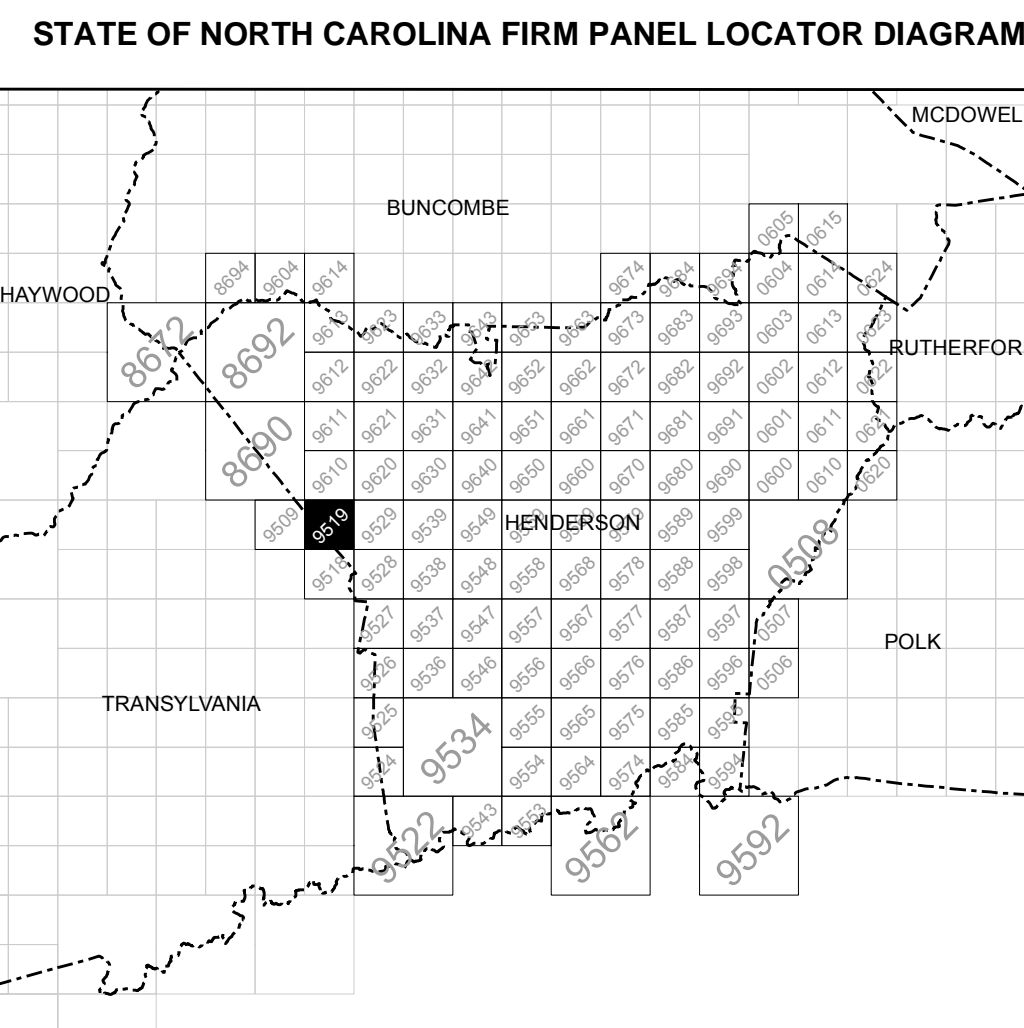 STATE OF NORTH CAROLINA FIRM PANEL LOCATOR DIAGRAM
MCDOWEL
BUNCOMBE
0605 0615
8694 9604 9614 9674 9684 9694 0604 0614 0624
HAYWOOD
8672 8692 9613 9623 9633 9643 9653 9663 9673 9683 9693 0603 0613 0623
RUTHERFOR
9612 9622 9632 9642 9652 9662 9672 9682 9692 0602 0612 0622
8690 9611 9621 9631 9641 9651 9661 9671 9681 9691 0601 0611 0621
9610 9620 9630 9640 9650 9660 9670 9680 9690 0600 0610 0620
9509 9519 9529 9539 9549 HENDERSON 9589 9599
0508
9518 9528 9538 9548 9558 9568 9578 9588 9598
9527 9537 9547 9557 9567 9577 9587 9597 0507
POLK
9526 9536 9546 9556 9566 9576 9586 9596 0506
TRANSYLVANIA
9525 9534 9555 9565 9575 9585 9595
9524 9554 9564 9574 9584 9594
9522 9543 9553 9562 9592